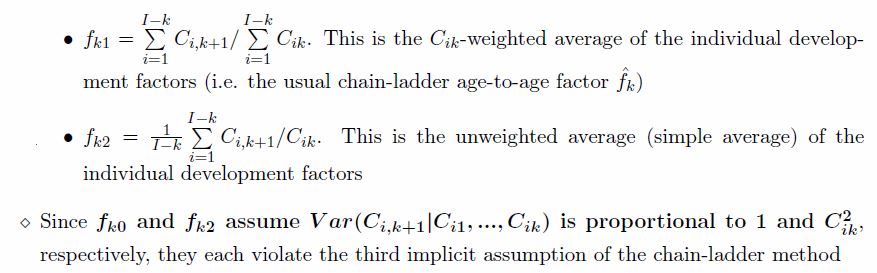 • f_{k1} = \sum_{i=1}^{I-k} C_{i,k+1} / \sum_{i=1}^{I-k} C_{ik}. This is the C_{ik}-weighted average of the individual develop-
ment factors (i.e. the usual chain-ladder age-to-age factor \hat{f}_k)
• f_{k2} = \frac{1}{I-k} \sum_{i=1}^{I-k} C_{i,k+1}/C_{ik}. This is the unweighted average (simple average) of the
individual development factors
⋄ Since f_{k0} and f_{k2} assume Var(C_{i,k+1}|C_{i1}, ..., C_{ik}) is proportional to 1 and C_{ik}^2,
respectively, they each violate the third implicit assumption of the chain-ladder method